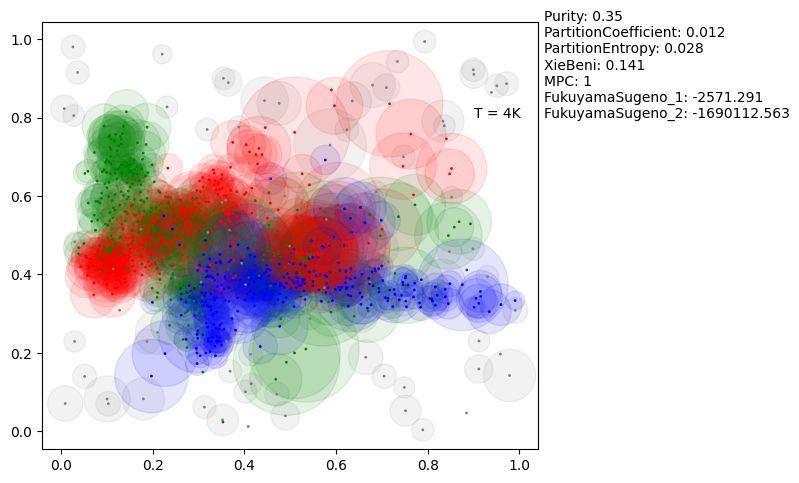 Purity: 0.35
PartitionCoefficient: 0.012
PartitionEntropy: 0.028
XieBeni: 0.141
MPC: 1
FukuyamaSugeno_1: -2571.291
FukuyamaSugeno_2: -1690112.563
T = 4K
1.0
0.8
0.6
0.4
0.2
0.0
0.0 0.2 0.4 0.6 0.8 1.0